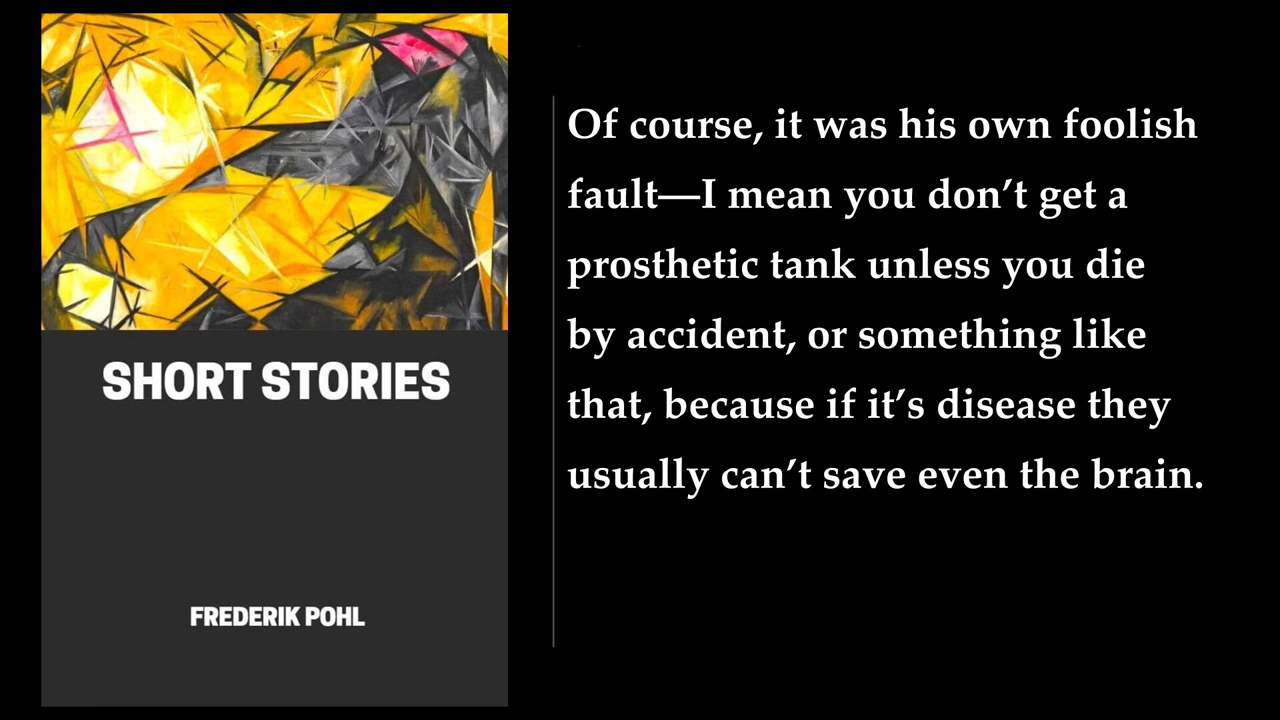 SHORT STORIES
FREDERIK POHL
Of course, it was his own foolish
fault—I mean you don’t get a
prosthetic tank unless you die
by accident, or something like
that, because if it’s disease they
usually can’t save even the brain.